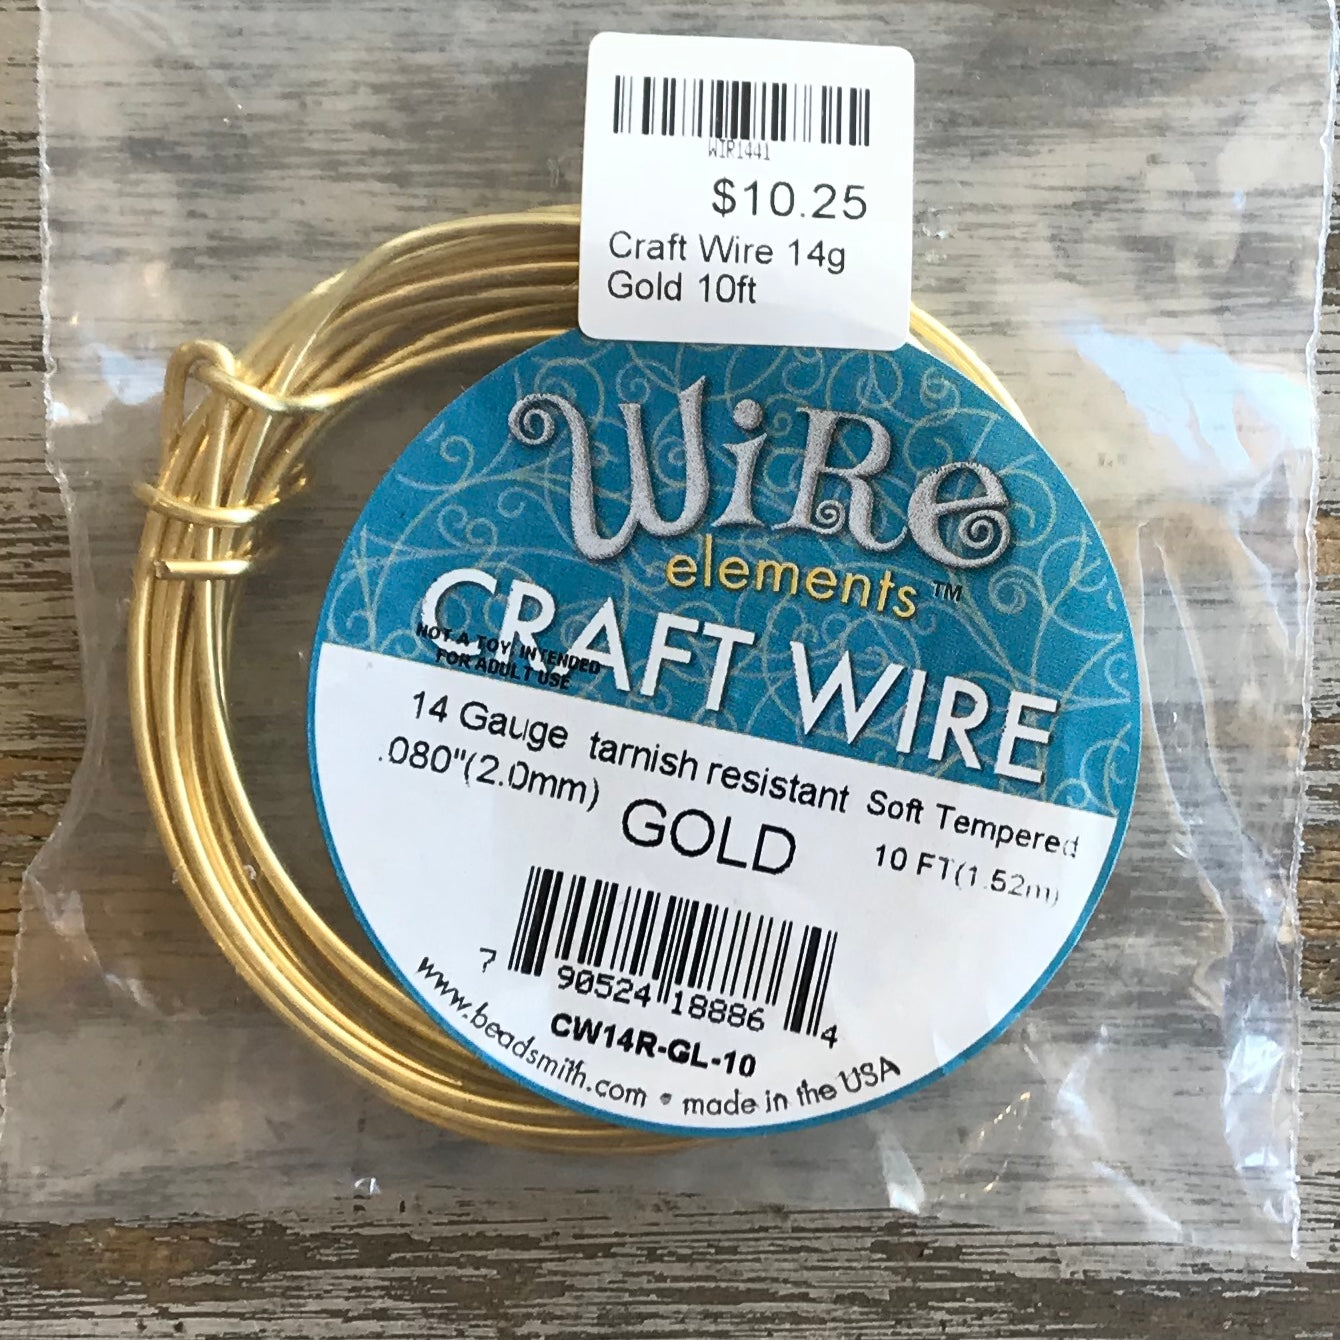 WIR1441
$10.25
Craft Wire 14g
Gold 10ft
WiRe
elements™
CRAFT WIRE
NOT A TOY, INTENDED
FOR ADULT USE
14 Gauge tarnish resistant Soft Tempered
.080"(2.0mm) GOLD 10 FT(1.52m)
7 90524 18886 4
CW14R-GL-10
www.beadsmith.com • made in the USA